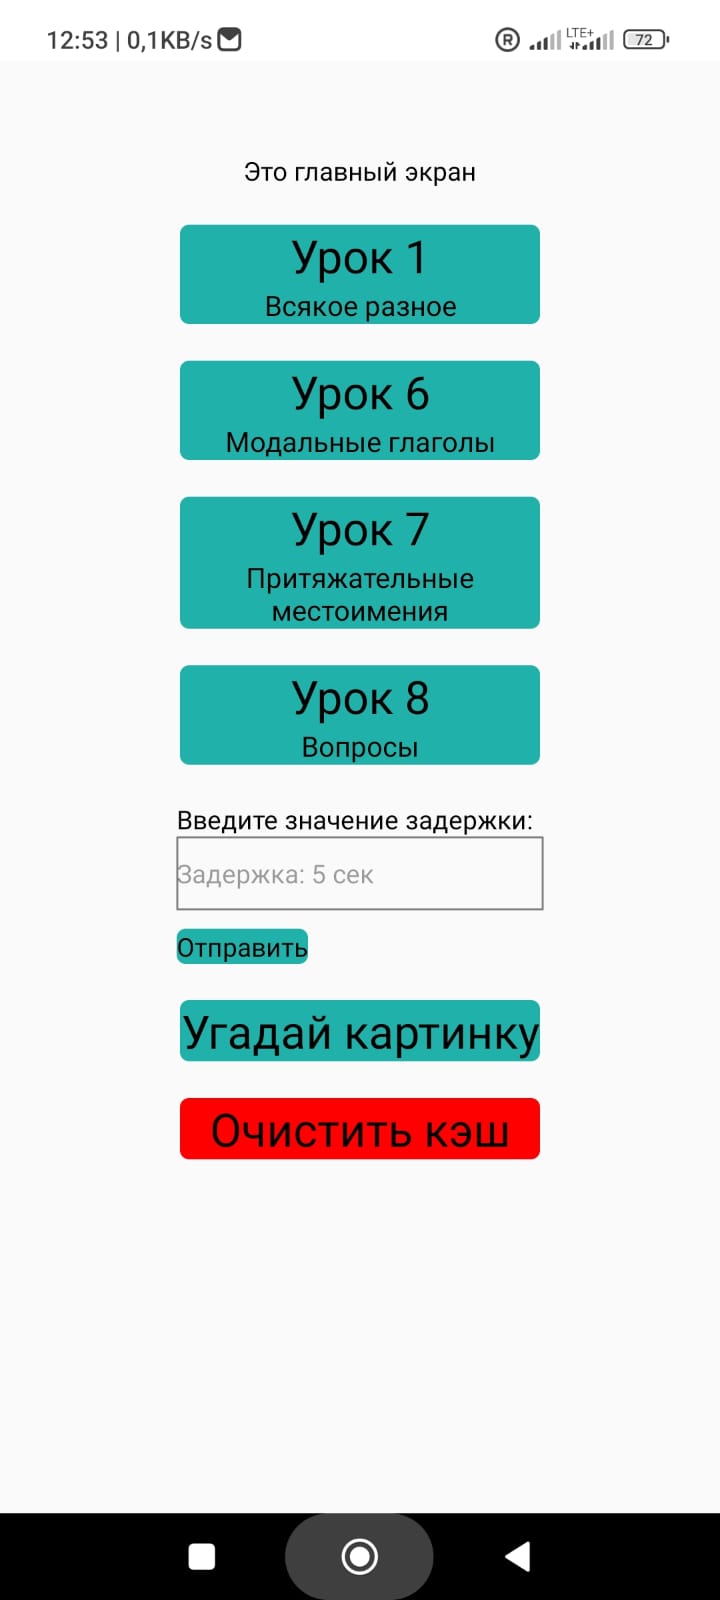 12:53 | 0,1KB/s
R
LTE+
72
Это главный экран
Урок 1
Всякое разное
Урок 6
Модальные глаголы
Урок 7
Притяжательные
местоимения
Урок 8
Вопросы
Введите значение задержки:
Задержка: 5 сек
Отправить
Угадай картинку
Очистить кэш